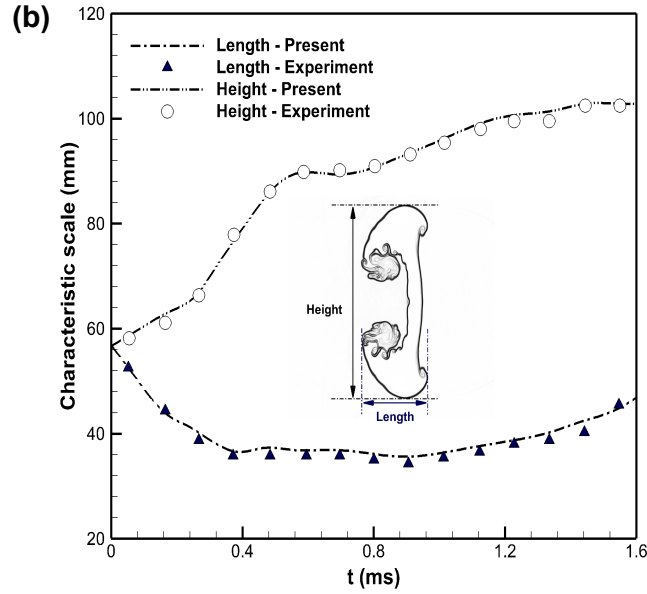 (b)
120
100
80
60
40
20
0
0.4
0.8
1.2
1.6
Characteristic scale (mm)
t (ms)
Length - Present
Length - Experiment
Height - Present
Height - Experiment
Height
Length